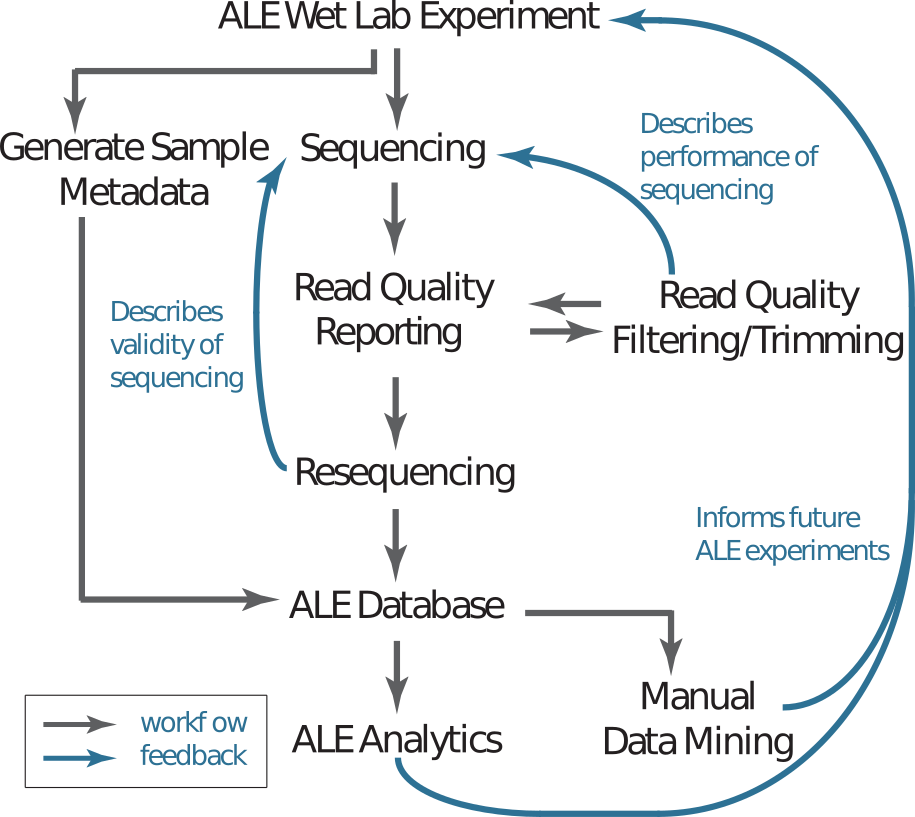 ALE Wet Lab Experiment
Generate Sample
Metadata
Sequencing
Describes
performance of
sequencing
Read Quality
Reporting
Read Quality
Filtering/Trimming
Describes
validity of
sequencing
Resequencing
Informs future
ALE experiments
ALE Database
Manual
Data Mining
ALE Analytics
workf ow
feedback